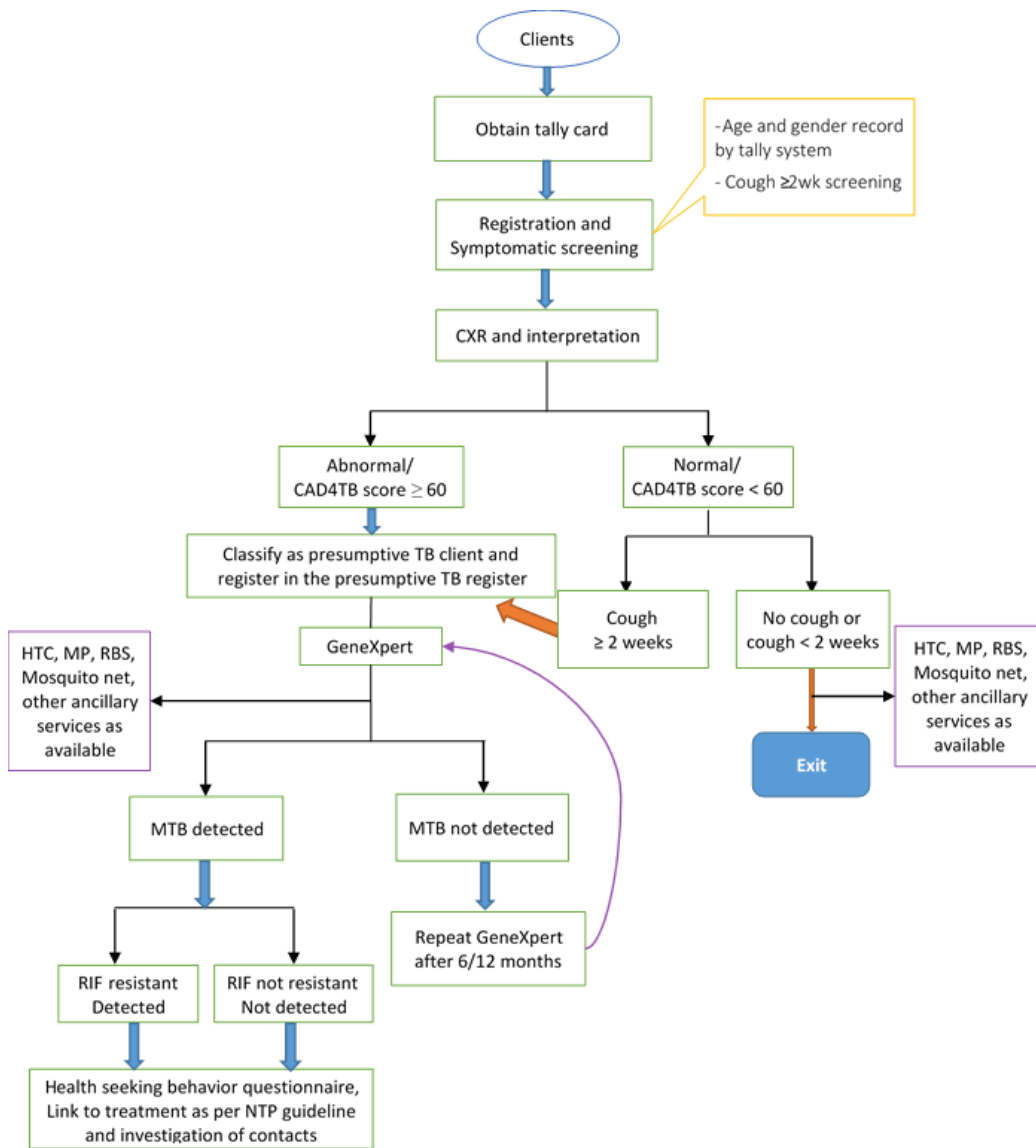 Clients
Obtain tally card
-Age and gender record
by tally system
- Cough ≥2wk screening
Registration and
Symptomatic screening
CXR and interpretation
Abnormal/
CAD4TB score ≥ 60
Normal/
CAD4TB score < 60
Classify as presumptive TB client and
register in the presumptive TB register
Cough
≥ 2 weeks
No cough or
cough < 2 weeks
GeneXpert
HTC, MP, RBS,
Mosquito net,
other ancillary
services as
available
HTC, MP, RBS,
Mosquito net,
other ancillary
services as
available
Exit
MTB detected
MTB not detected
Repeat GeneXpert
after 6/12 months
RIF resistant
Detected
RIF not resistant
Not detected
Health seeking behavior questionnaire,
Link to treatment as per NTP guideline
and investigation of contacts